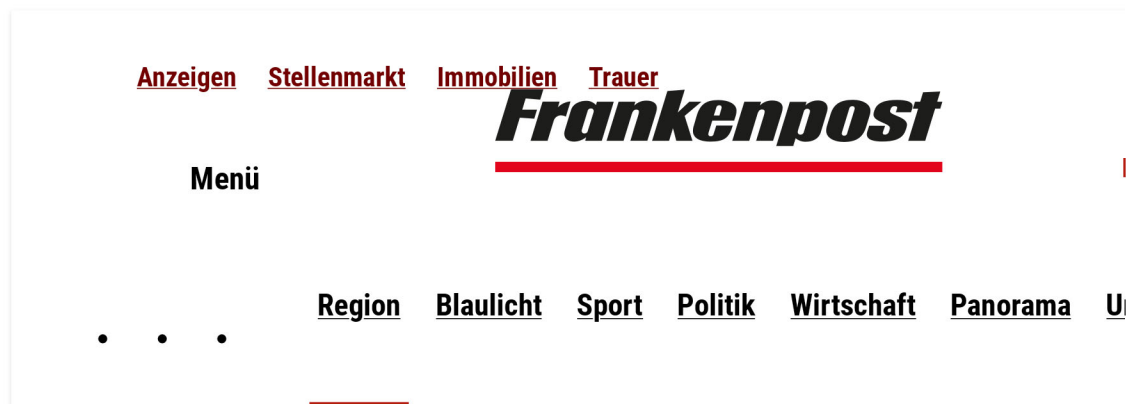 Anzeigen Stellenmarkt Immobilien Trauer
Frankenpost
Menü
Region Blaulicht Sport Politik Wirtschaft Panorama